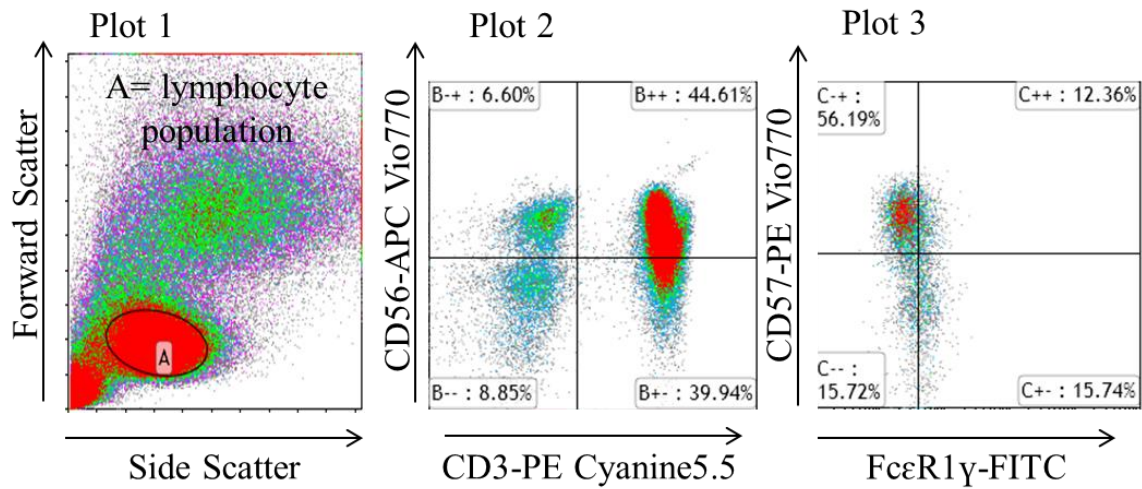 Plot 1
A= lymphocyte
population
A
Forward Scatter
Side Scatter
Plot 2
B-+ : 6.60%
B++ : 44.61%
B-- : 8.85%
B+- : 39.94%
CD56-APC Vio770
CD3-PE Cyanine5.5
Plot 3
C-+ :
56.19%
C++ : 12.36%
C-- :
15.72%
C+- : 15.74%
CD57-PE Vio770
FcεR1γ-FITC